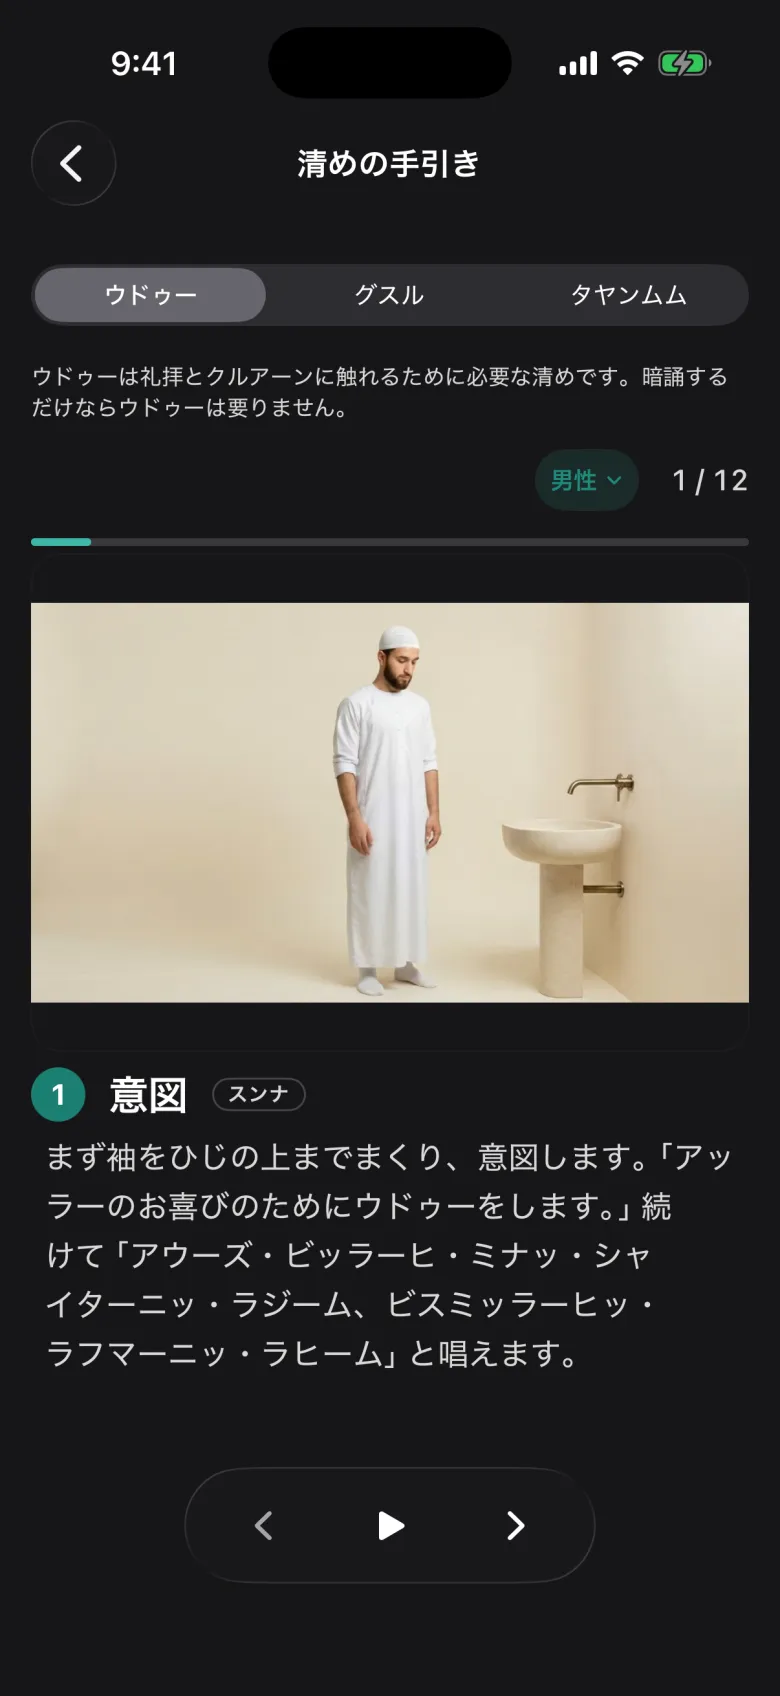 9:41
清めの手引き
ウドゥー
グスル
タヤンムム
ウドゥーは礼拝とクルアーンに触れるために必要な清めです。暗誦する
だけならウドゥーは要りません。
男性
1 / 12
1
意図
スンナ
まず袖をひじの上までまくり、意図します。「アッ
ラーのお喜びのためにウドゥーをします。」続
けて「アウーズ・ビッラーヒ・ミナッ・シャ
イターニッ・ラジーム、ビスミッラーヒッ・
ラフマーニッ・ラヒーム」と唱えます。